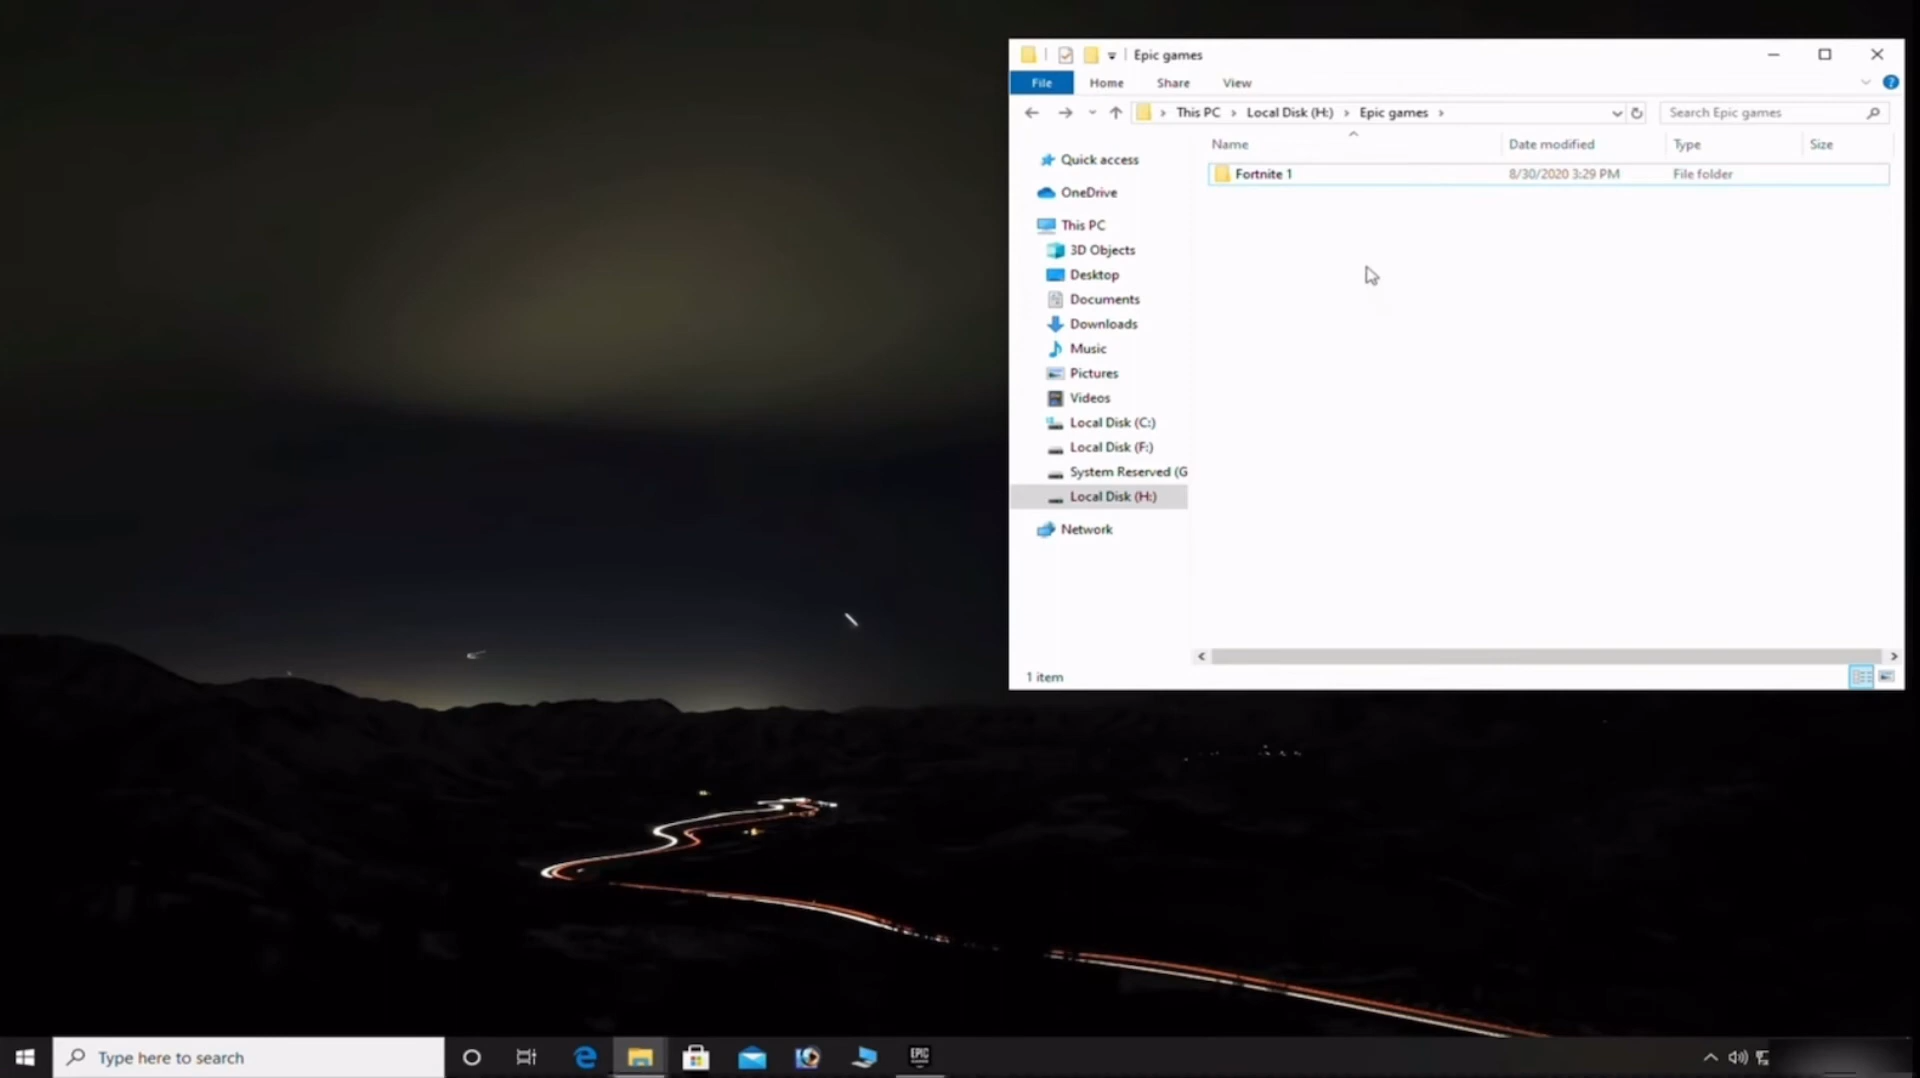 Epic games
File Home Share View
This PC Local Disk (H:) Epic games Search Epic games
Name Date modified Type Size
Fortnite 1 8/30/2020 3:29 PM File folder
Quick access
OneDrive
This PC
3D Objects
Desktop
Documents
Downloads
Music
Pictures
Videos
Local Disk (C:)
Local Disk (F:)
System Reserved (G
Local Disk (H:)
Network
1 item
Type here to search
EPIC